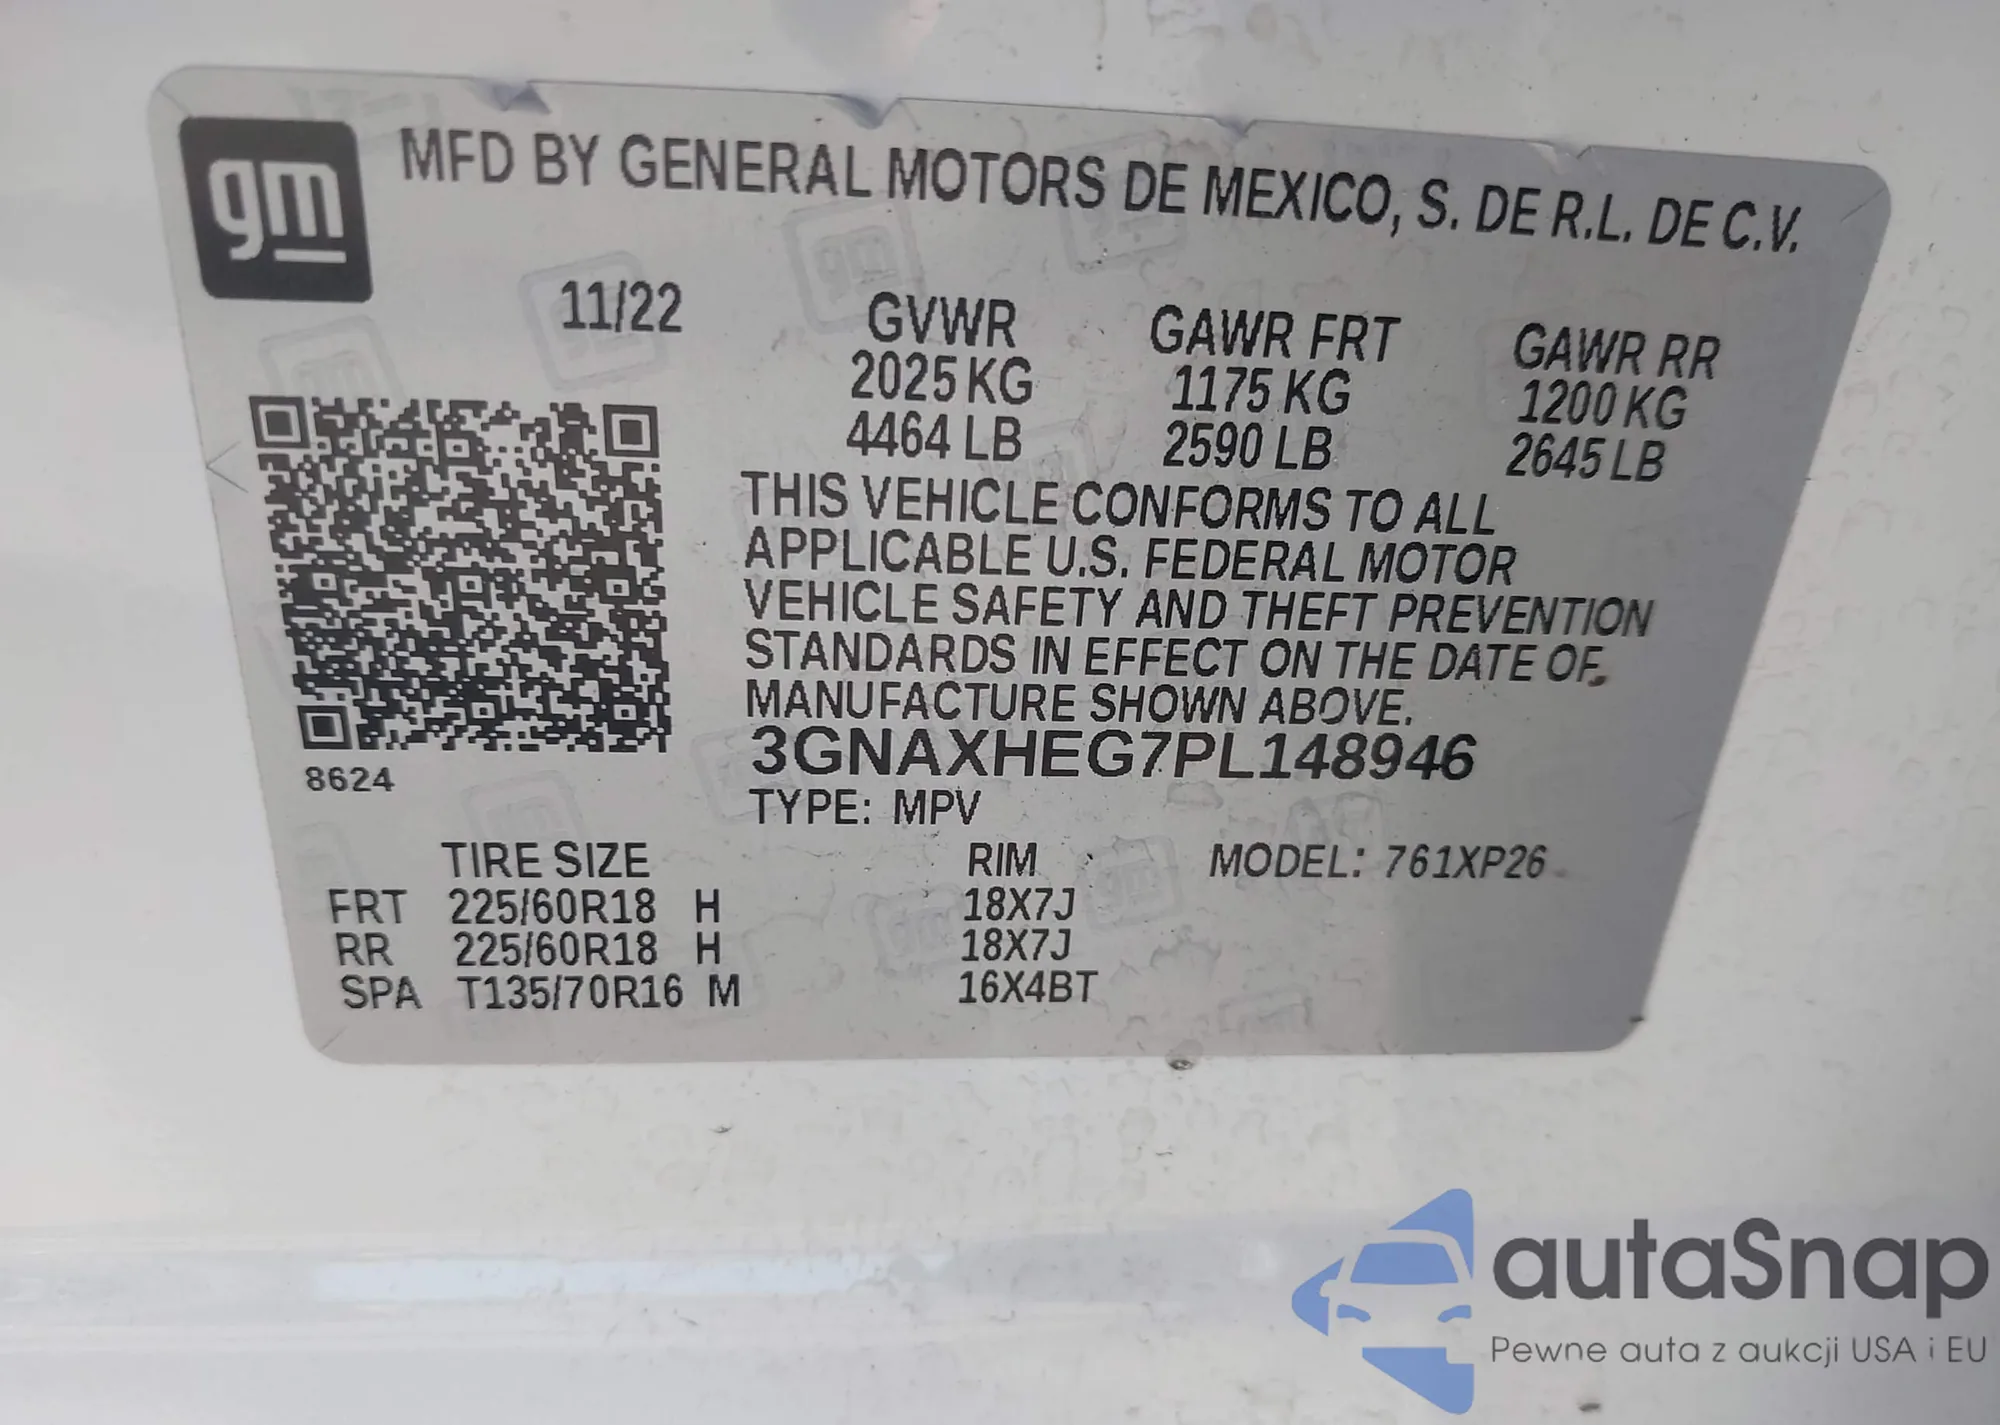 gm
MFD BY GENERAL MOTORS DE MEXICO, S. DE R.L. DE C.V.
11/22
GVWR GAWR FRT GAWR RR
2025 KG 1175 KG 1200 KG
4464 LB 2590 LB 2645 LB
THIS VEHICLE CONFORMS TO ALL
APPLICABLE U.S. FEDERAL MOTOR
VEHICLE SAFETY AND THEFT PREVENTION
STANDARDS IN EFFECT ON THE DATE OF
MANUFACTURE SHOWN ABOVE.
3GNAXHEG7PL148946
8624
TYPE: MPV
TIRE SIZE RIM MODEL: 761XP26
FRT 225/60R18 H 18X7J
RR 225/60R18 H 18X7J
SPA T135/70R16 M 16X4BT
autaSnap
Pewne auta z aukcji USA i EU